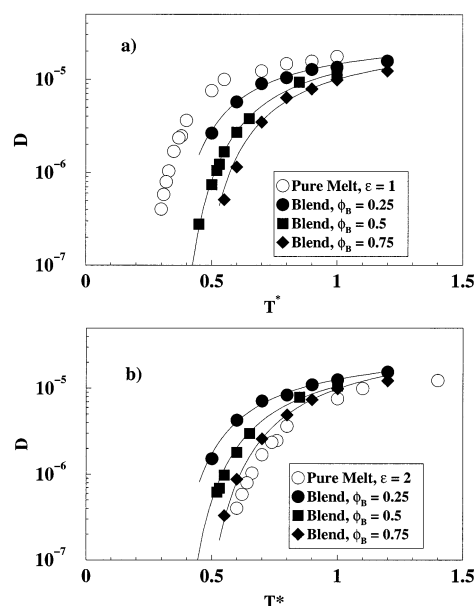 a)
10⁻⁵
10⁻⁶
10⁻⁷
D
Pure Melt, ε = 1
Blend, ϕB = 0.25
Blend, ϕB = 0.5
Blend, ϕB = 0.75
0 0.5 1 1.5
T*
b)
10⁻⁵
10⁻⁶
10⁻⁷
D
Pure Melt, ε = 2
Blend, ϕB = 0.25
Blend, ϕB = 0.5
Blend, ϕB = 0.75
0 0.5 1 1.5
T*